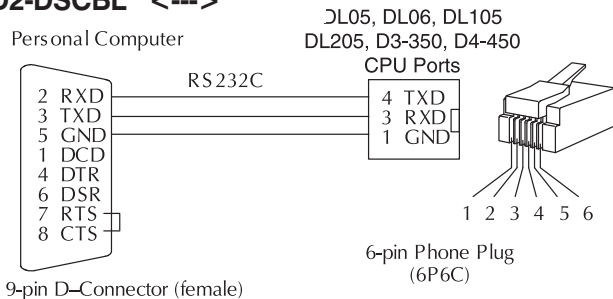 D2-DSCBL <--->
DL05, DL06, DL105
DL205, D3-350, D4-450
CPU Ports
Personal Computer
RS232C
2 RXD
3 TXD
5 GND
1 DCD
4 DTR
6 DSR
7 RTS
8 CTS
4 TXD
3 RXD
1 GND
1 2 3 4 5 6
6-pin Phone Plug
(6P6C)
9-pin D–Connector (female)